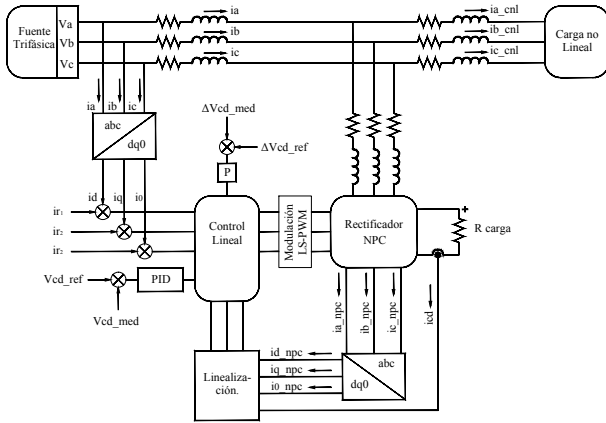 Fuente
Trifásica
Va
Vb
Vc
ia
ib
ic
ia_cnl
ib_cnl
ic_cnl
Carga no
Lineal
ia
ib
ic
abc
dq0
ΔVcd_med
ΔVcd_ref
P
id
iq
i0
ir₁
ir₂
ir₂
Control
Lineal
Modulación
LS-PWM
Rectificador
NPC
+
R carga
Vcd_ref
PID
Vcd_med
ia_npc
ib_npc
ic_npc
icd
Linealiza-
ción.
id_npc
iq_npc
i0_npc
abc
dq0